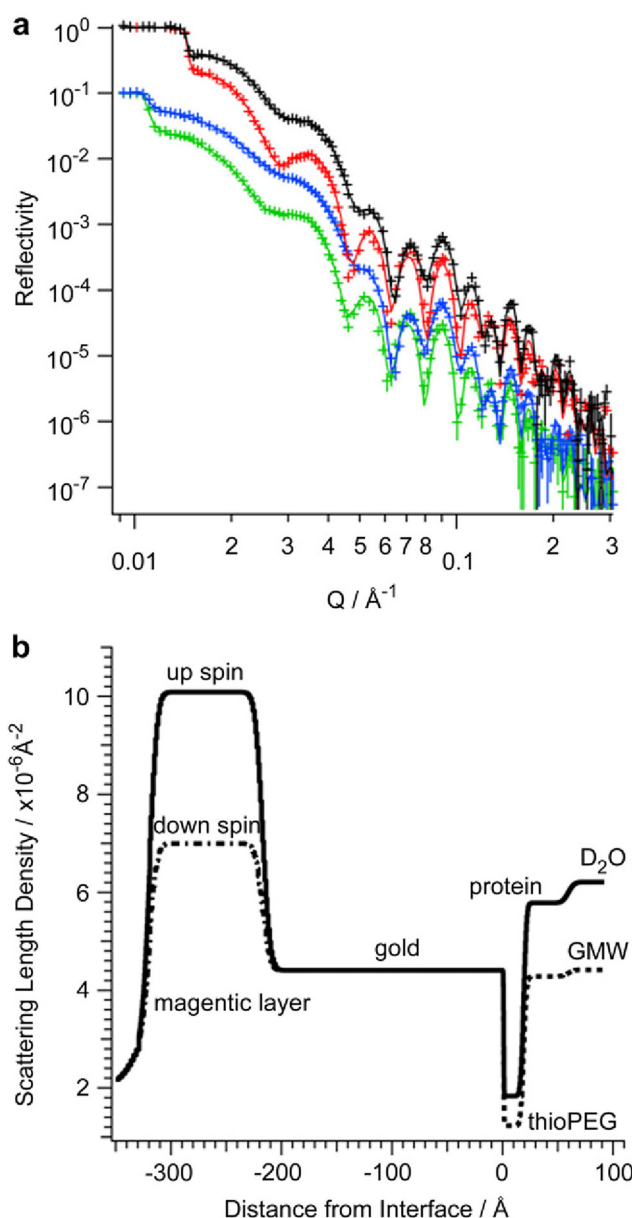 a
10⁰
10⁻¹
10⁻²
10⁻³
10⁻⁴
10⁻⁵
10⁻⁶
10⁻⁷
Reflectivity
0.01 2 3 4 5 6 7 8 0.1 2 3
Q / Å⁻¹
b
up spin
10
8
6
4
2
Scattering Length Density / x10⁻⁶Å⁻²
down spin
D₂O
protein
gold
GMW
magentic layer
thioPEG
-300 -200 -100 0 100
Distance from Interface / Å